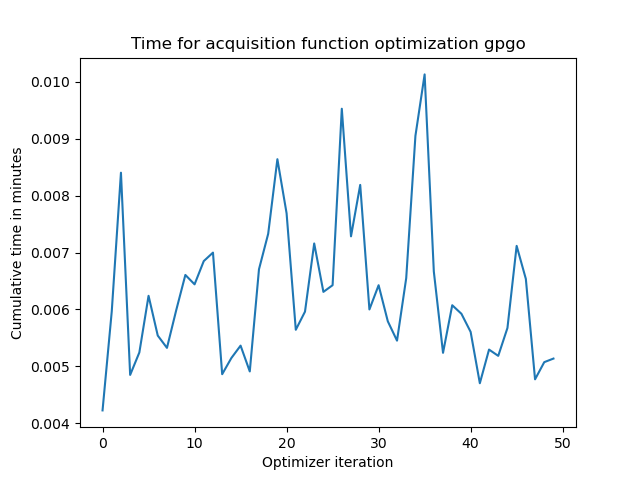 Time for acquisition function optimization gpgo
0.010
0.009
0.008
0.007
0.006
0.005
0.004
Cumulative time in minutes
0 10 20 30 40 50
Optimizer iteration